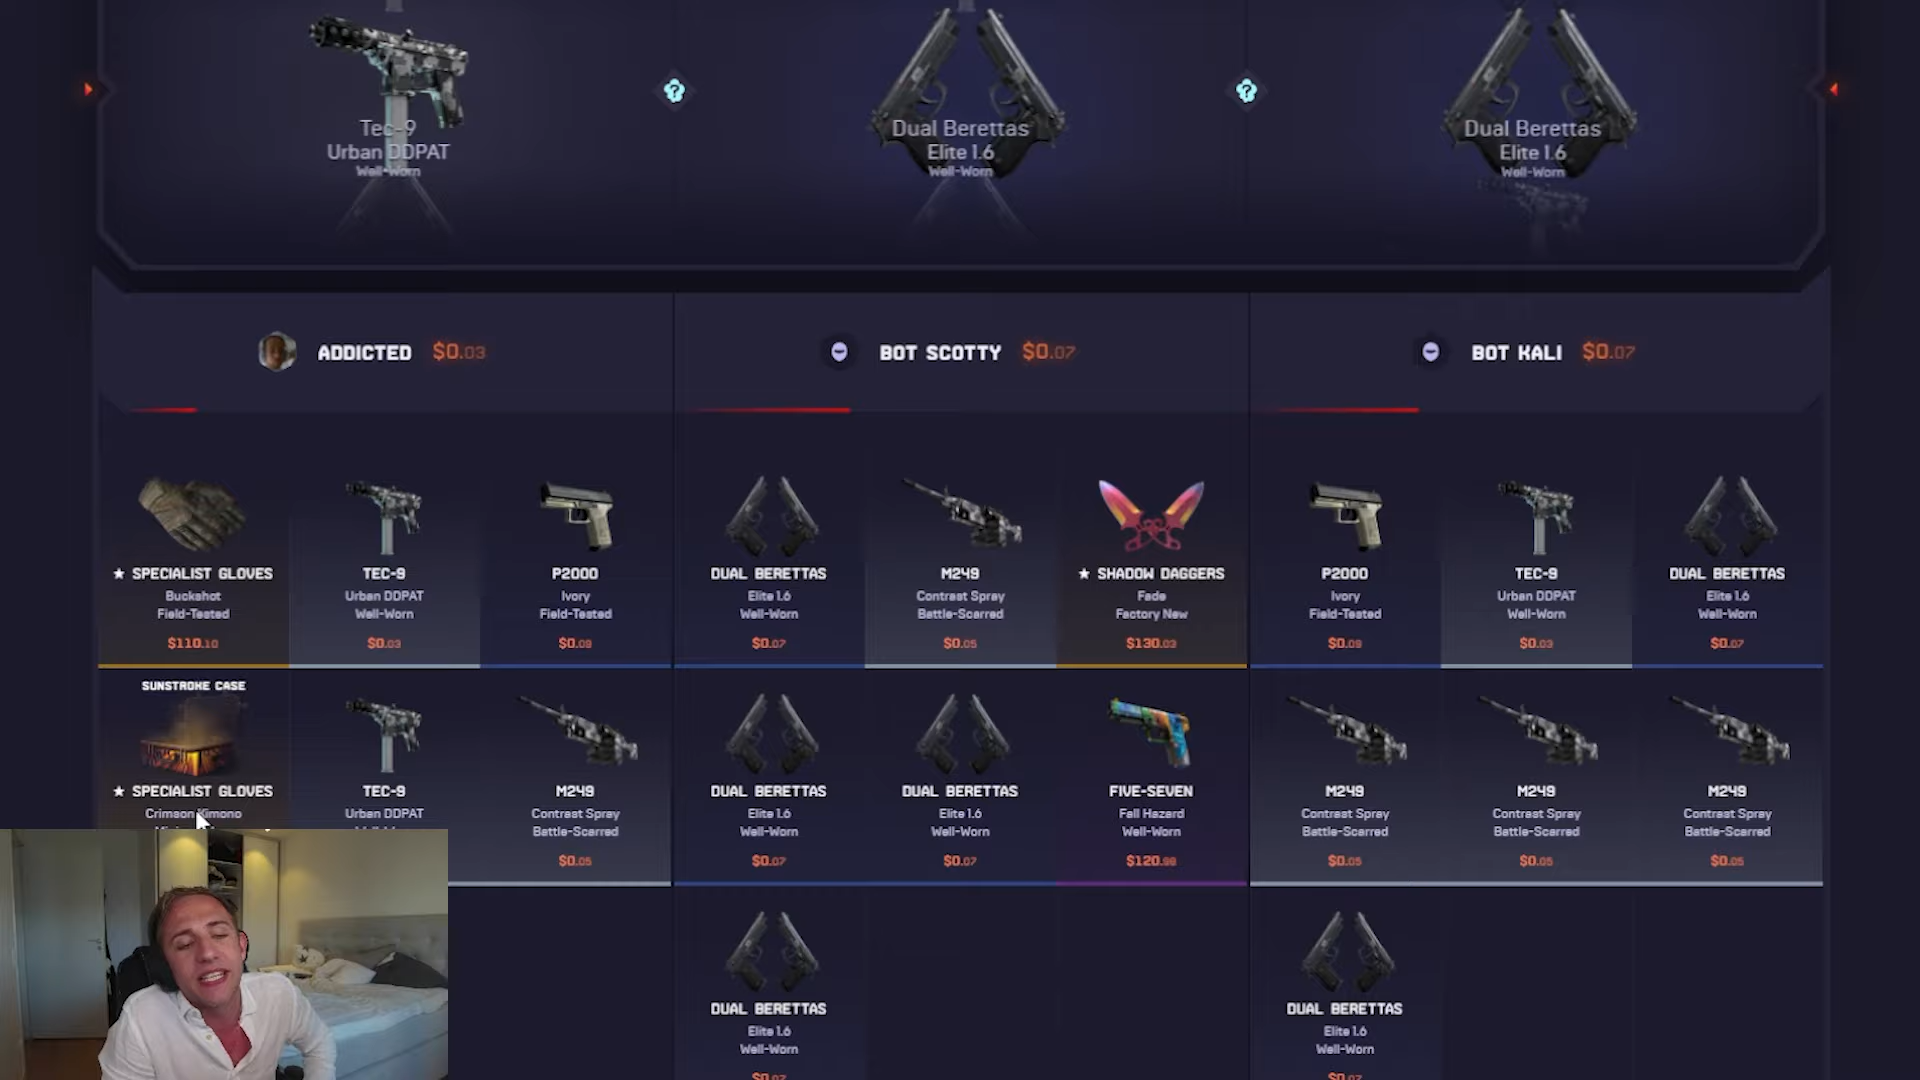 Tec-9
Urban DDPAT
Well-Worn
Dual Berettas
Elite 1.6
Well-Worn
Dual Berettas
Elite 1.6
Well-Worn
ADDICTED $0.03
BOT SCOTTY $0.07
BOT KALI $0.07
★ SPECIALIST GLOVES
Buckshot
Field-Tested
$110.10
TEC-9
Urban DDPAT
Well-Worn
$0.03
P2000
Ivory
Field-Tested
$0.09
DUAL BERETTAS
Elite 1.6
Well-Worn
$0.07
M249
Contrast Spray
Battle-Scarred
$0.05
★ SHADOW DAGGERS
Fade
Factory New
$130.03
P2000
Ivory
Field-Tested
$0.09
TEC-9
Urban DDPAT
Well-Worn
$0.03
DUAL BERETTAS
Elite 1.6
Well-Worn
$0.07
SUNSTROKE CASE
★ SPECIALIST GLOVES
Crimson Kimono
TEC-9
Urban DDPAT
M249
Contrast Spray
Battle-Scarred
$0.05
DUAL BERETTAS
Elite 1.6
Well-Worn
$0.07
DUAL BERETTAS
Elite 1.6
Well-Worn
$0.07
FIVE-SEVEN
Fall Hazard
Well-Worn
$120.98
M249
Contrast Spray
Battle-Scarred
$0.05
M249
Contrast Spray
Battle-Scarred
$0.05
M249
Contrast Spray
Battle-Scarred
$0.05
DUAL BERETTAS
Elite 1.6
Well-Worn
$0.07
DUAL BERETTAS
Elite 1.6
Well-Worn
$0.07